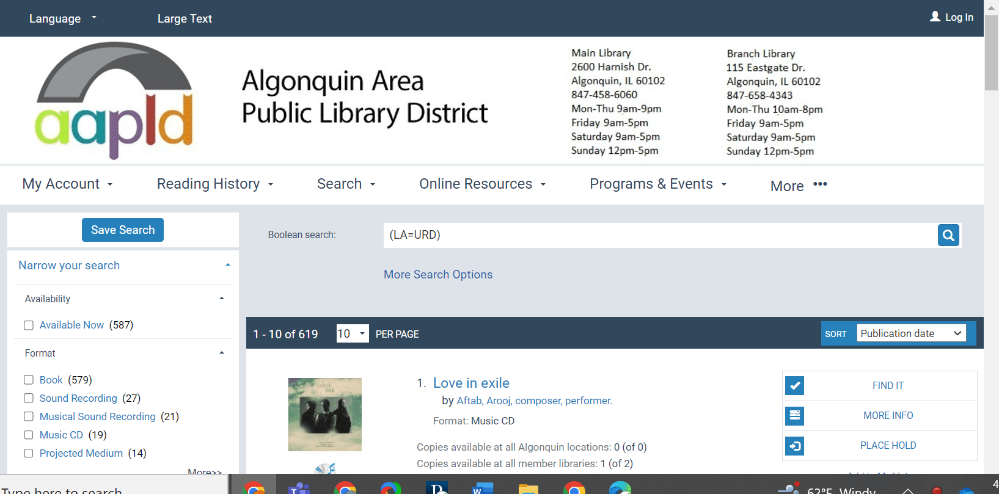 Language
Large Text
Log In
aapld
Algonquin Area
Public Library District
Main Library
2600 Harnish Dr.
Algonquin, IL 60102
847-458-6060
Mon-Thu 9am-9pm
Friday 9am-5pm
Saturday 9am-5pm
Sunday 12pm-5pm
Branch Library
115 Eastgate Dr.
Algonquin, IL 60102
847-658-4343
Mon-Thu 10am-8pm
Friday 9am-5pm
Saturday 9am-5pm
Sunday 12pm-5pm
My Account
Reading History
Search
Online Resources
Programs & Events
More •••
Save Search
Narrow your search
Availability
Available Now (587)
Format
Book (579)
Sound Recording (27)
Musical Sound Recording (21)
Music CD (19)
Projected Medium (14)
More>>
Boolean search:
(LA=URD)
More Search Options
1 - 10 of 619
10
PER PAGE
SORT
Publication date
Love in
Exile
1. Love in exile
by Aftab, Arooj, composer, performer.
Format: Music CD
Copies available at all Algonquin locations: 0 (of 0)
Copies available at all member libraries: 1 (of 2)
FIND IT
MORE INFO
PLACE HOLD
Type here to search
62°F Windy
4